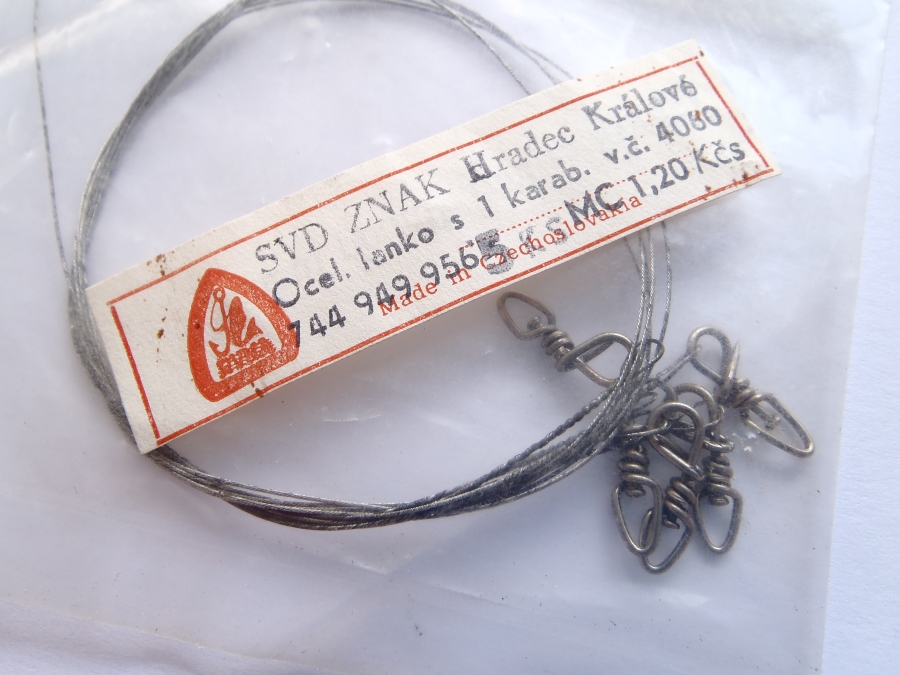 SVD ZNAK Hradec Králové
Ocel. lanko s 1 karab. v.č. 4060
744 949 956 5 KS MC 1,20 Kčs
Made in Czechoslovakia